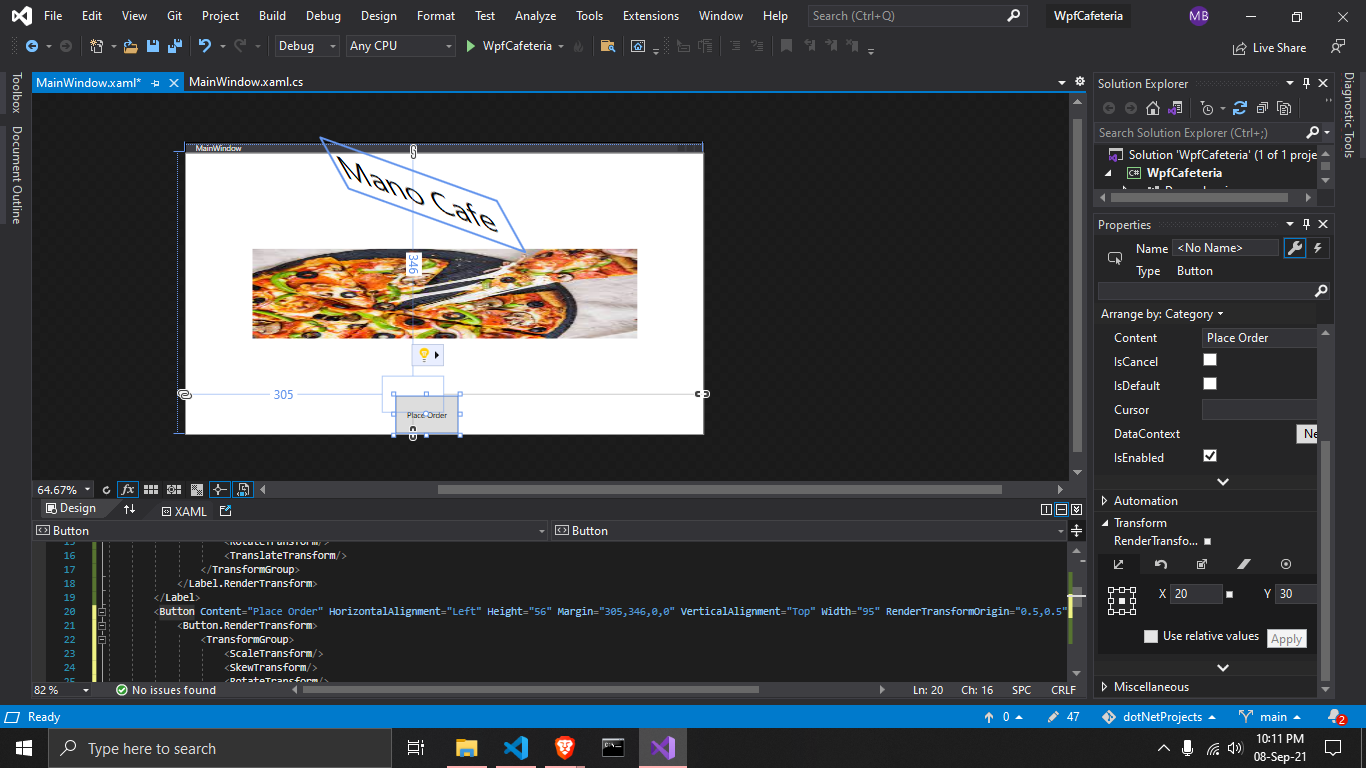 File Edit View Git Project Build Debug Design Format Test Analyze Tools Extensions Window Help Search (Ctrl+Q) WpfCafeteria MB
Debug Any CPU WpfCafeteria Live Share
Toolbox
Document Outline
MainWindow.xaml* MainWindow.xaml.cs
MainWindow
Mano Cafe
346
305
Place Order
64.67% fx
Design XAML
Button Button
15 <RotateTransform/>
16 <TranslateTransform/>
17 </TransformGroup>
18 </Label.RenderTransform>
19 </Label>
20 <Button Content="Place Order" HorizontalAlignment="Left" Height="56" Margin="305,346,0,0" VerticalAlignment="Top" Width="95" RenderTransformOrigin="0.5,0.5"
21 <Button.RenderTransform>
22 <TransformGroup>
23 <ScaleTransform/>
24 <SkewTransform/>
25 <RotateTransform/>
82 % No issues found Ln: 20 Ch: 16 SPC CRLF
Solution Explorer
Search Solution Explorer (Ctrl+;)
Solution 'WpfCafeteria' (1 of 1 proje
C# WpfCafeteria
Diagnostic Tools
Properties
Name <No Name>
Type Button
Arrange by: Category
Content Place Order
IsCancel
IsDefault
Cursor
DataContext Ne
IsEnabled
Automation
Transform
RenderTransfo...
X 20 Y 30
Use relative values Apply
Miscellaneous
Ready 0 47 dotNetProjects main 2
Type here to search 10:11 PM
08-Sep-21